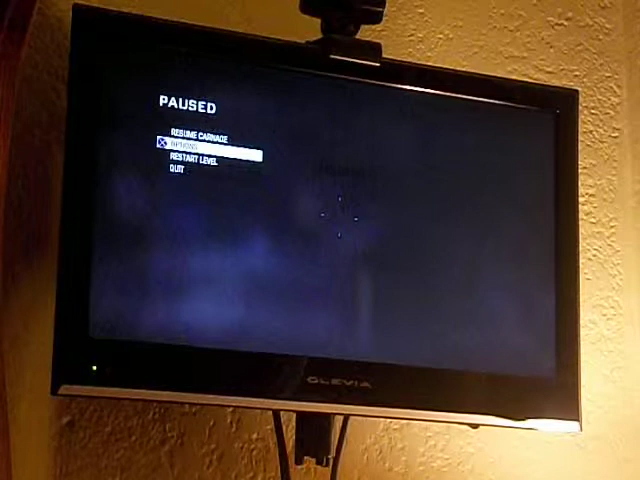 PAUSED
RESUME CARNAGE
OPTIONS
RESTART LEVEL
QUIT
OLEVIA